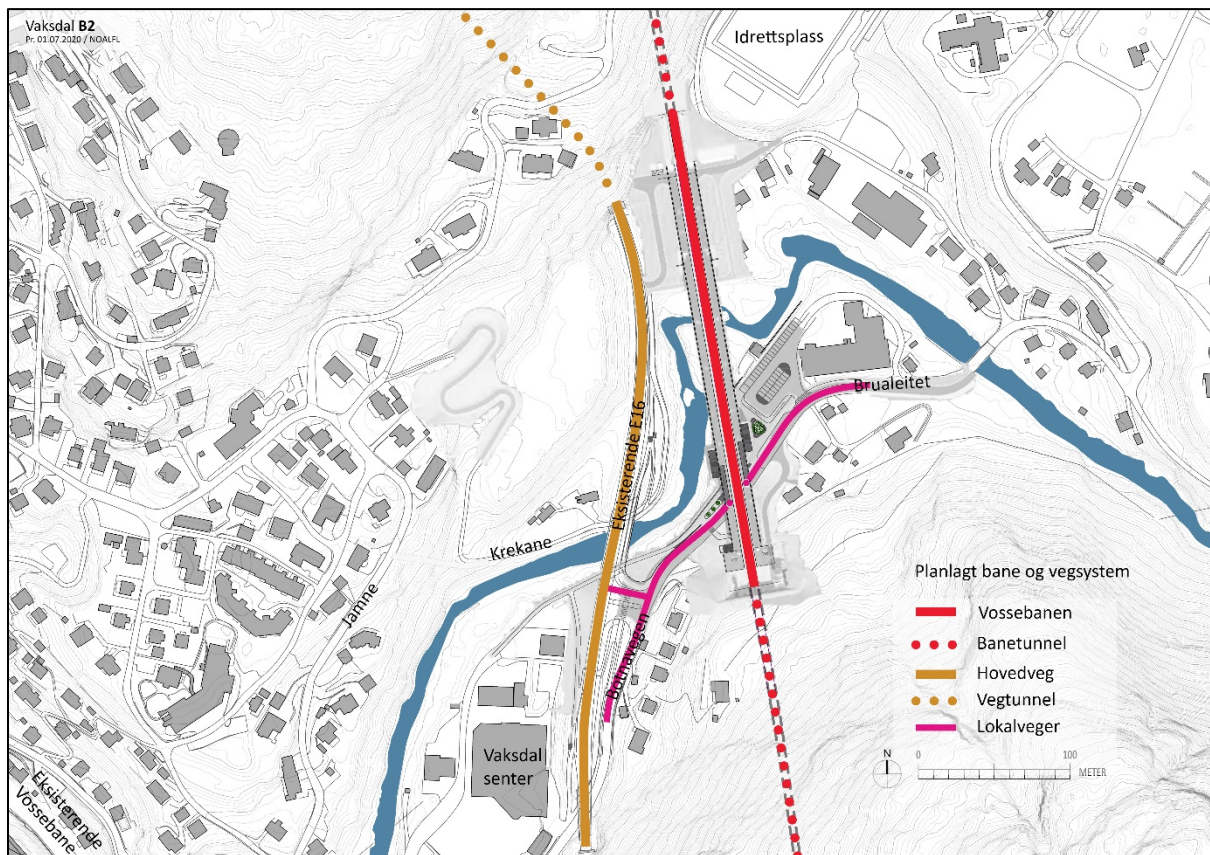 Vaksdal B2
Pr. 01.07.2020 / NOALFL
Idrettsplass
Brualeitet
Eksisterende E16
Krekane
Jamne
Botnavegen
Vaksdal
senter
Eksisterende
Vossebane
Planlagt bane og vegsystem
Vossebanen
Banetunnel
Hovedveg
Vegtunnel
Lokalveger
N
0
100
METER